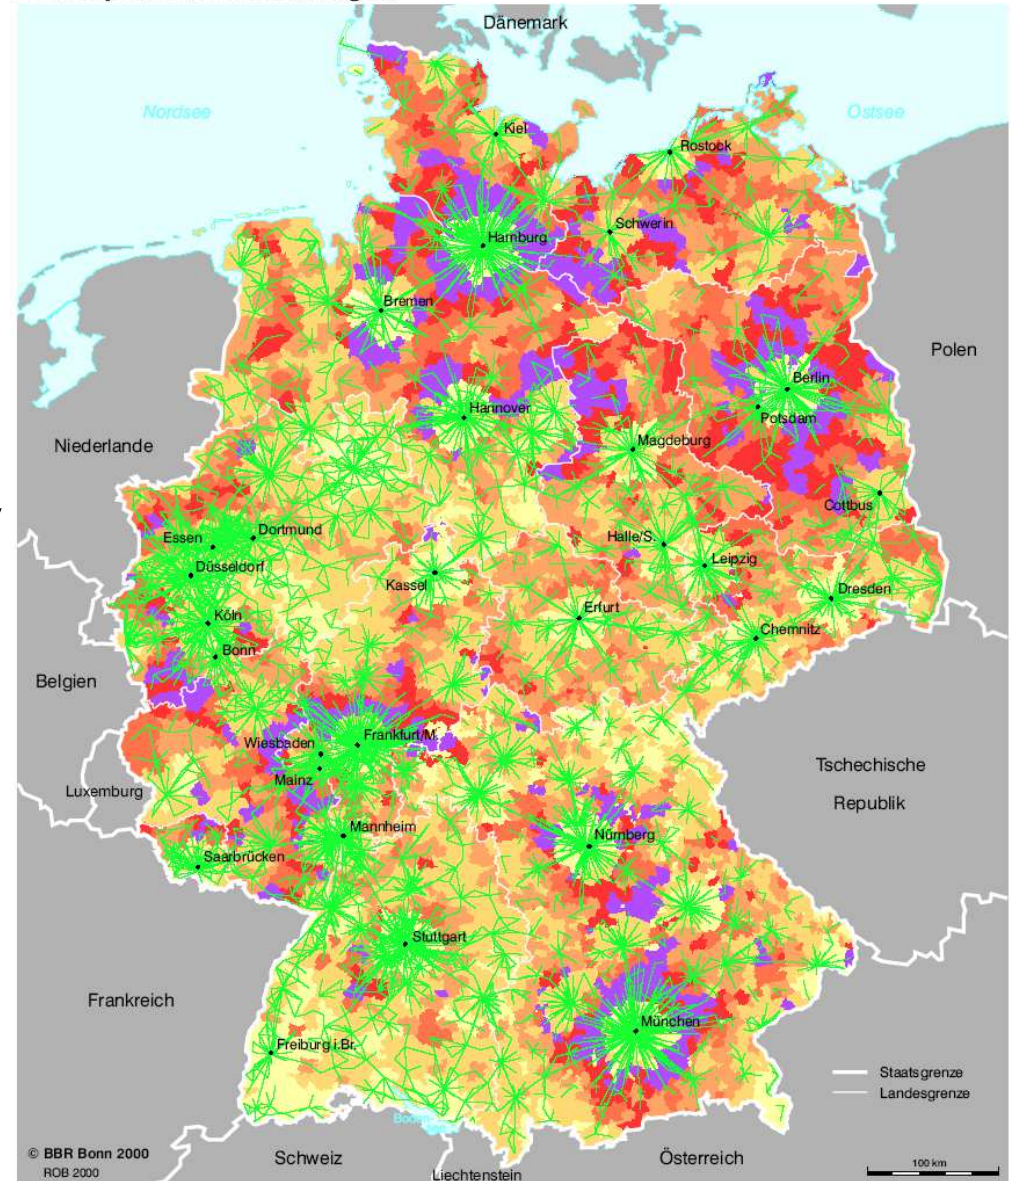 Dänemark
Nordsee
Ostsee
Kiel
Rostock
Schwerin
Hamburg
Bremen
Polen
Berlin
Hannover
Potsdam
Niederlande
Magdeburg
Cottbus
Essen
Dortmund
Halle/S.
Leipzig
Düsseldorf
Kassel
Dresden
Köln
Erfurt
Chemnitz
Bonn
Belgien
Frankfurt/M.
Wiesbaden
Mainz
Tschechische
Republik
Luxemburg
Mannheim
Nürnberg
Saarbrücken
Stuttgart
Frankreich
München
Freiburg i.Br.
Staatsgrenze
Landesgrenze
© BBR Bonn 2000
ROB 2000
Schweiz
Liechtenstein
Österreich
100 km